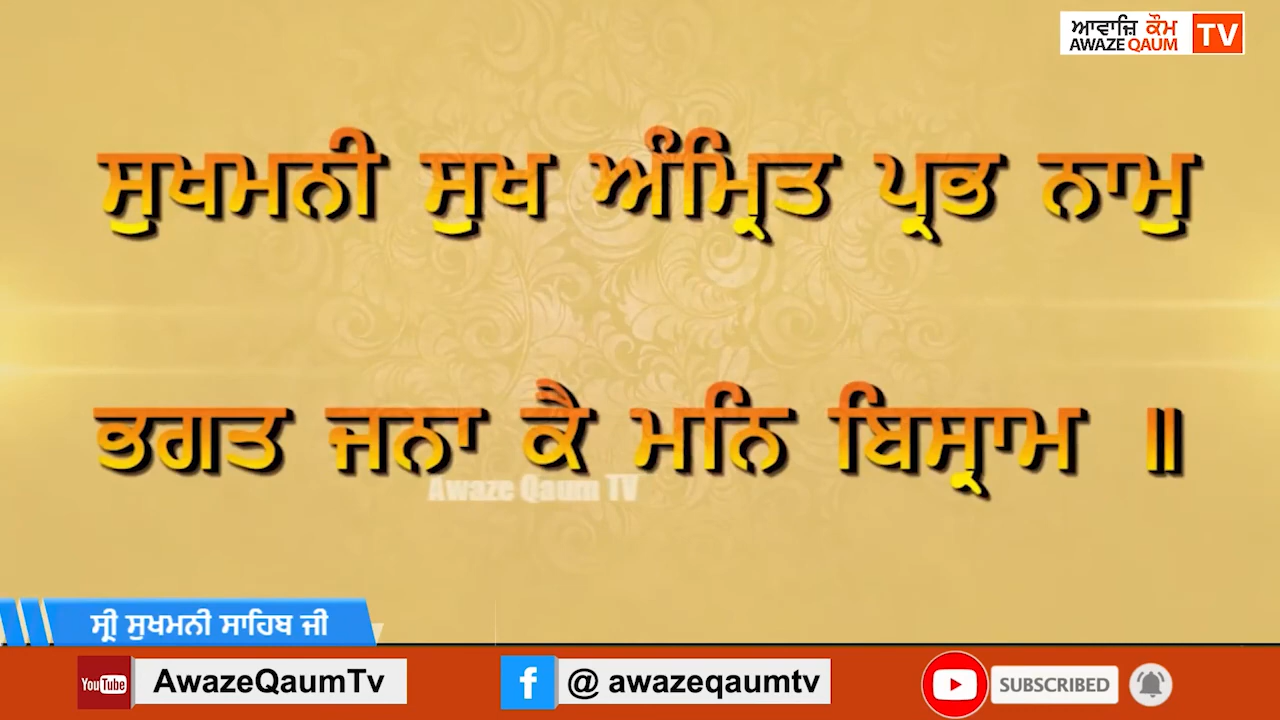 ਆਵਾਜ਼ਿ ਕੌਮ
AWAZE QAUM TV
ਸੁਖਮਨੀ ਸੁਖ ਅੰਮ੍ਰਿਤ ਪ੍ਰਭ ਨਾਮੁ
ਭਗਤ ਜਨਾ ਕੈ ਮਨਿ ਬਿਸ੍ਰਾਮ ॥
Awaze Qaum TV
ਸ੍ਰੀ ਸੁਖਮਨੀ ਸਾਹਿਬ ਜੀ
YouTube AwazeQaumTv f @ awazeqaumtv SUBSCRIBED